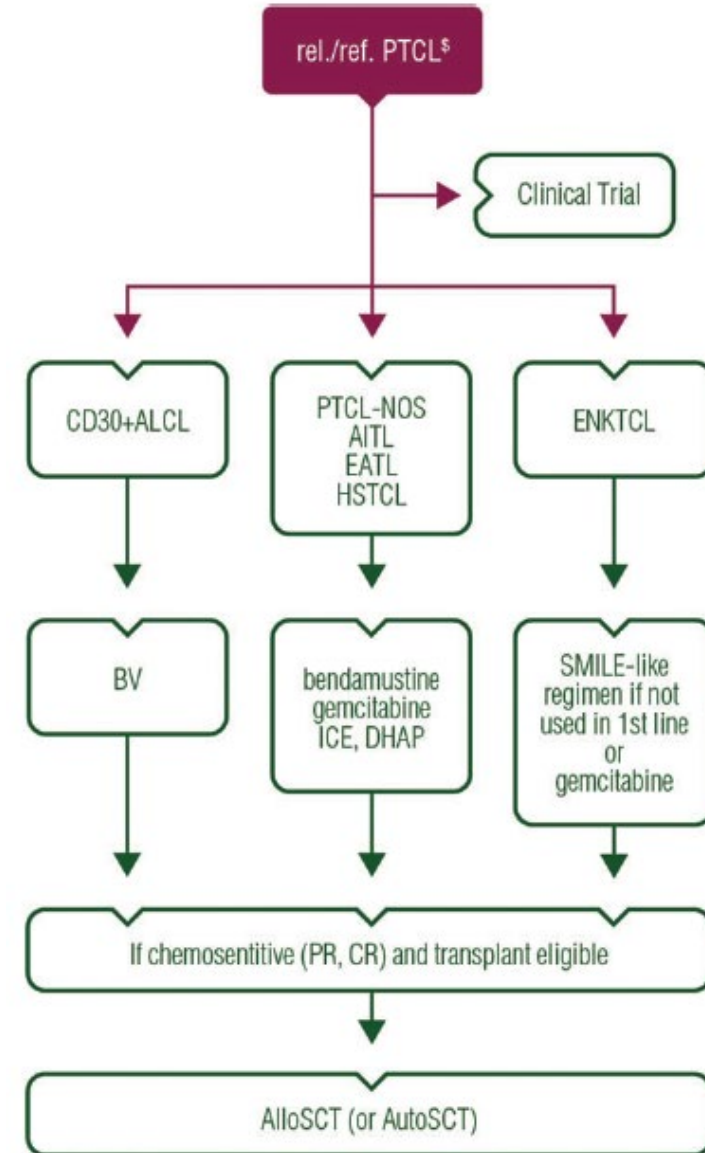 rel./ref. PTCL$
Clinical Trial
CD30+ALCL
PTCL-NOS
AITL
EATL
HSTCL
ENKTCL
BV
bendamustine
gemcitabine
ICE, DHAP
SMILE-like
regimen if not
used in 1st line
or
gemcitabine
If chemosentitive (PR, CR) and transplant eligible
AlloSCT (or AutoSCT)